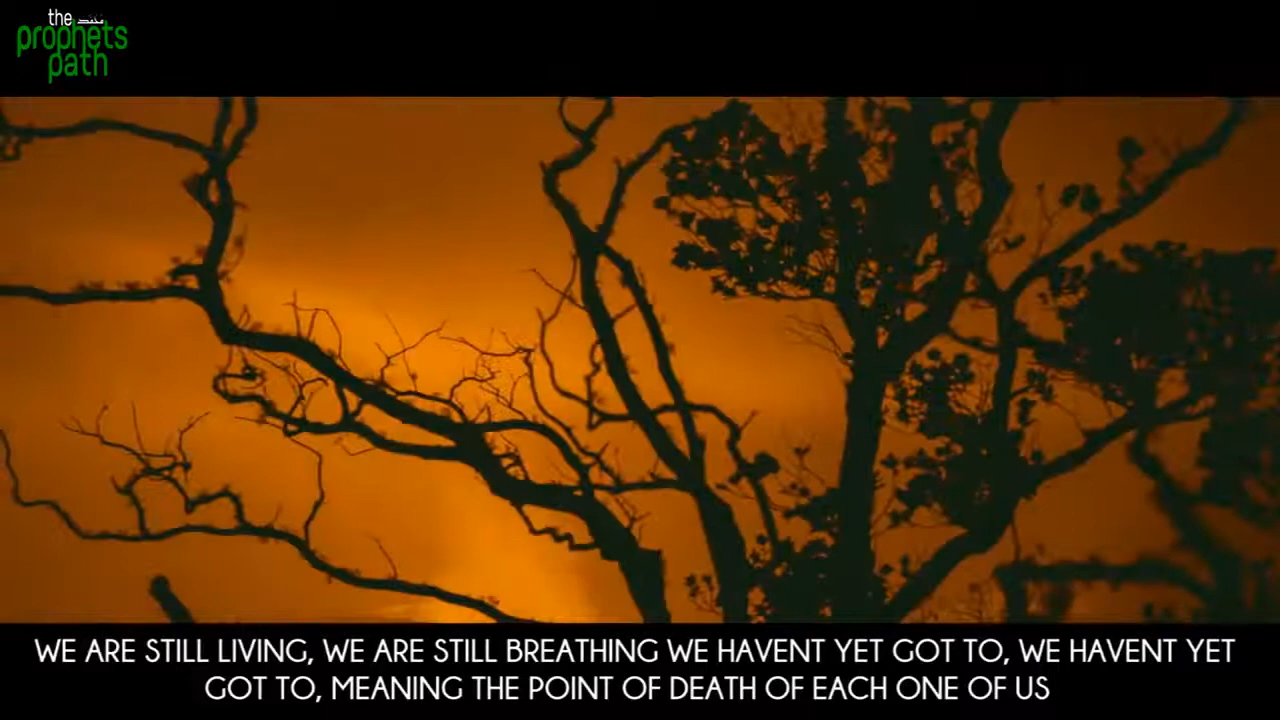 the
prophets
path
WE ARE STILL LIVING, WE ARE STILL BREATHING WE HAVENT YET GOT TO, WE HAVENT YET
GOT TO, MEANING THE POINT OF DEATH OF EACH ONE OF US